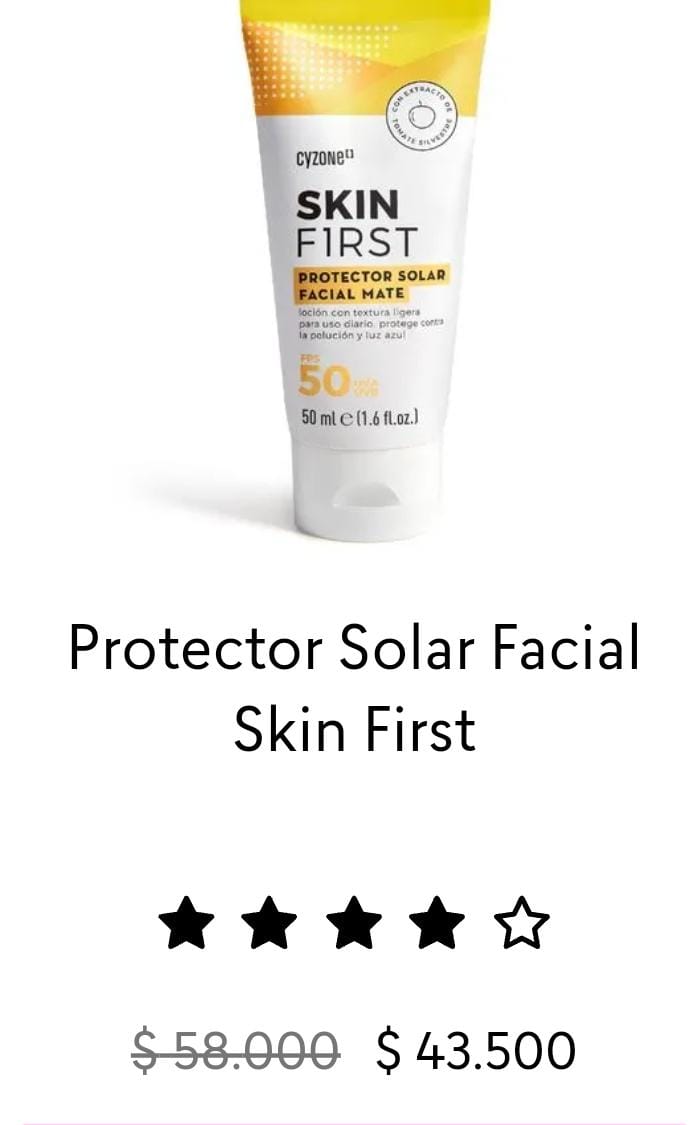 CON EXTRACTO DE
TOMATE SILVESTRE
cyzone
SKIN
F1RST
PROTECTOR SOLAR
FACIAL MATE
loción con textura ligera
para uso diario, protege contra
la polución y luz azul
FPS
50 UVA
UVB
50 ml ℮ (1.6 fl.oz.)
Protector Solar Facial
Skin First
$ 58.000 $ 43.500